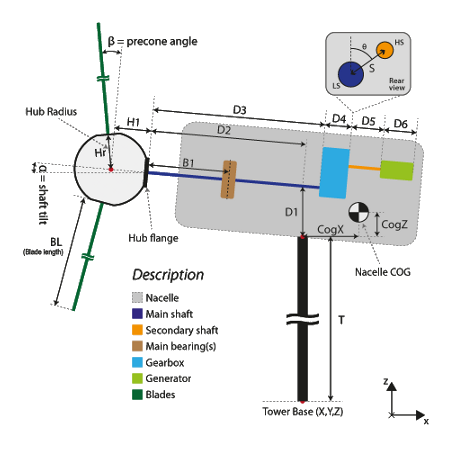 β = precone angle
HS
θ
S
LS
Rear
view
Hub Radius
H1
D3
D4
D5
D6
D2
Hr
B1
α = shaft tilt
D1
CogX
CogZ
BL
(Blade length)
Hub flange
Nacelle COG
Description
Nacelle
Main shaft
Secondary shaft
Main bearing(s)
Gearbox
Generator
Blades
T
Tower Base (X,Y,Z)
z
x